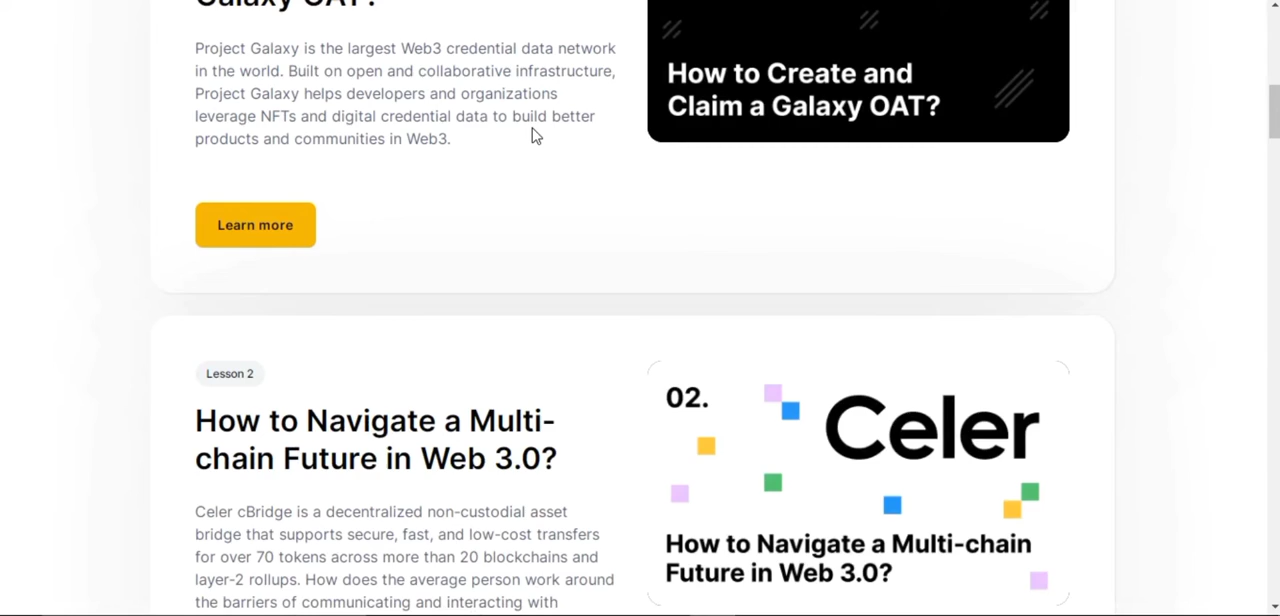 Galaxy OAT?
Project Galaxy is the largest Web3 credential data network
in the world. Built on open and collaborative infrastructure,
Project Galaxy helps developers and organizations
leverage NFTs and digital credential data to build better
products and communities in Web3.
Learn more
How to Create and
Claim a Galaxy OAT?
Lesson 2
How to Navigate a Multi-
chain Future in Web 3.0?
Celer cBridge is a decentralized non-custodial asset
bridge that supports secure, fast, and low-cost transfers
for over 70 tokens across more than 20 blockchains and
layer-2 rollups. How does the average person work around
the barriers of communicating and interacting with
02.
Celer
How to Navigate a Multi-chain
Future in Web 3.0?